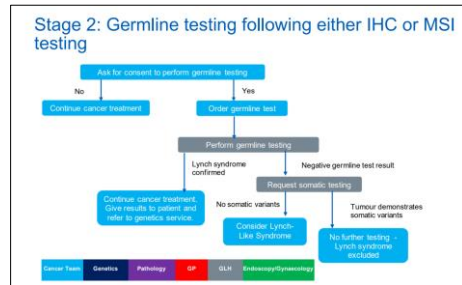 Stage 2: Germline testing following either IHC or MSI
testing
Ask for consent to perform germline testing
No
Yes
Continue cancer treatment
Order germline test
Perform germline testing
Lynch syndrome
confirmed
Negative germline test result
Request somatic testing
Continue cancer treatment.
Give results to patient and
refer to genetics service.
No somatic variants
Tumour demonstrates
somatic variants
Consider Lynch-
Like Syndrome
No further testing -
Lynch syndrome
excluded
Cancer Team
Genetics
Pathology
GP
GLH
Endoscopy/Gynaecology